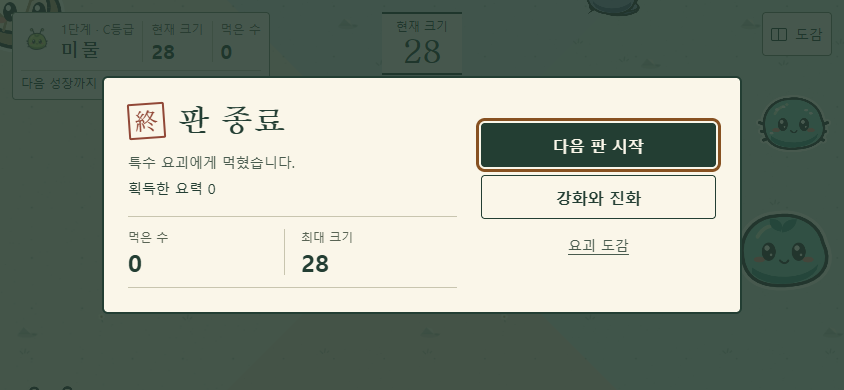 1단계 · C등급
미물
현재 크기
28
먹은 수
0
다음 성장까지
현재 크기
28
도감
終
판 종료
특수 요괴에게 먹혔습니다.
획득한 요력 0
먹은 수
0
최대 크기
28
다음 판 시작
강화와 진화
요괴 도감